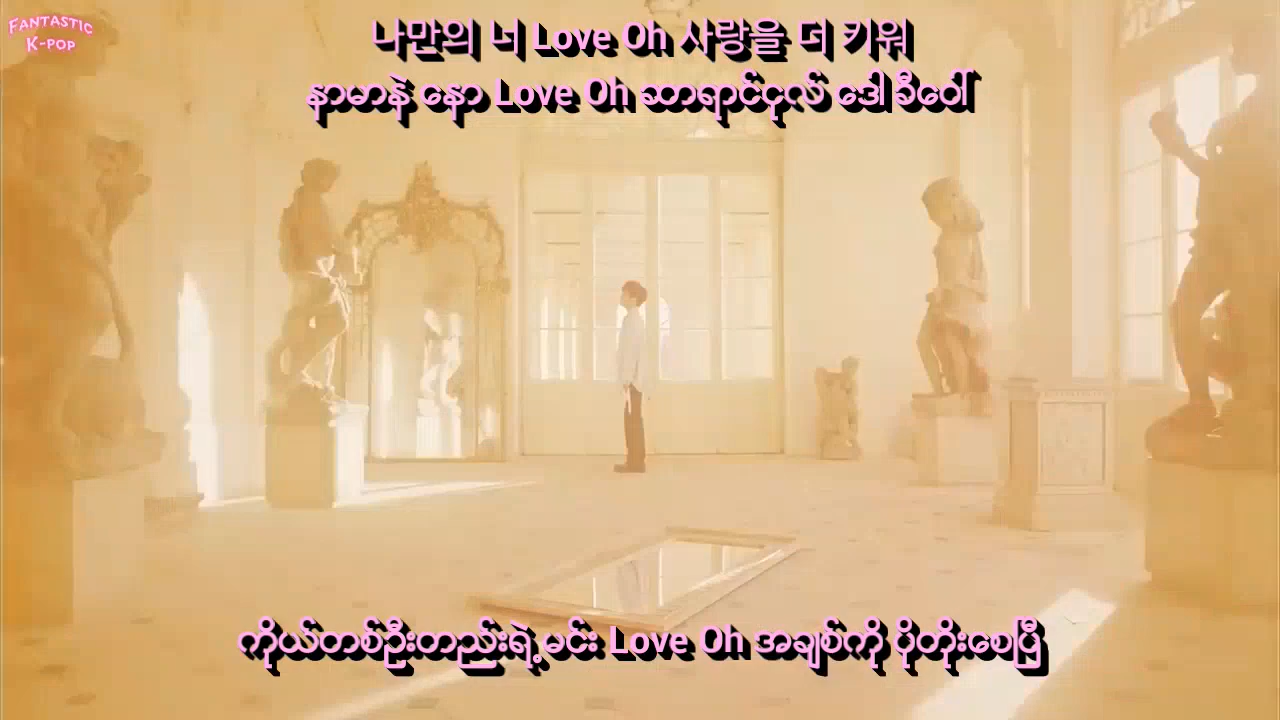 FANTASTIC
K-POP
나만의 너 Love Oh 사랑을 더 키워
နာမာနဲ နော Love Oh ဆာရာင်ငှလ် ဒေါ ခီဝေါ်
ကိုယ်တစ်ဦးတည်းရဲ့မင်း Love Oh အချစ်ကို ပိုတိုးစေပြီ